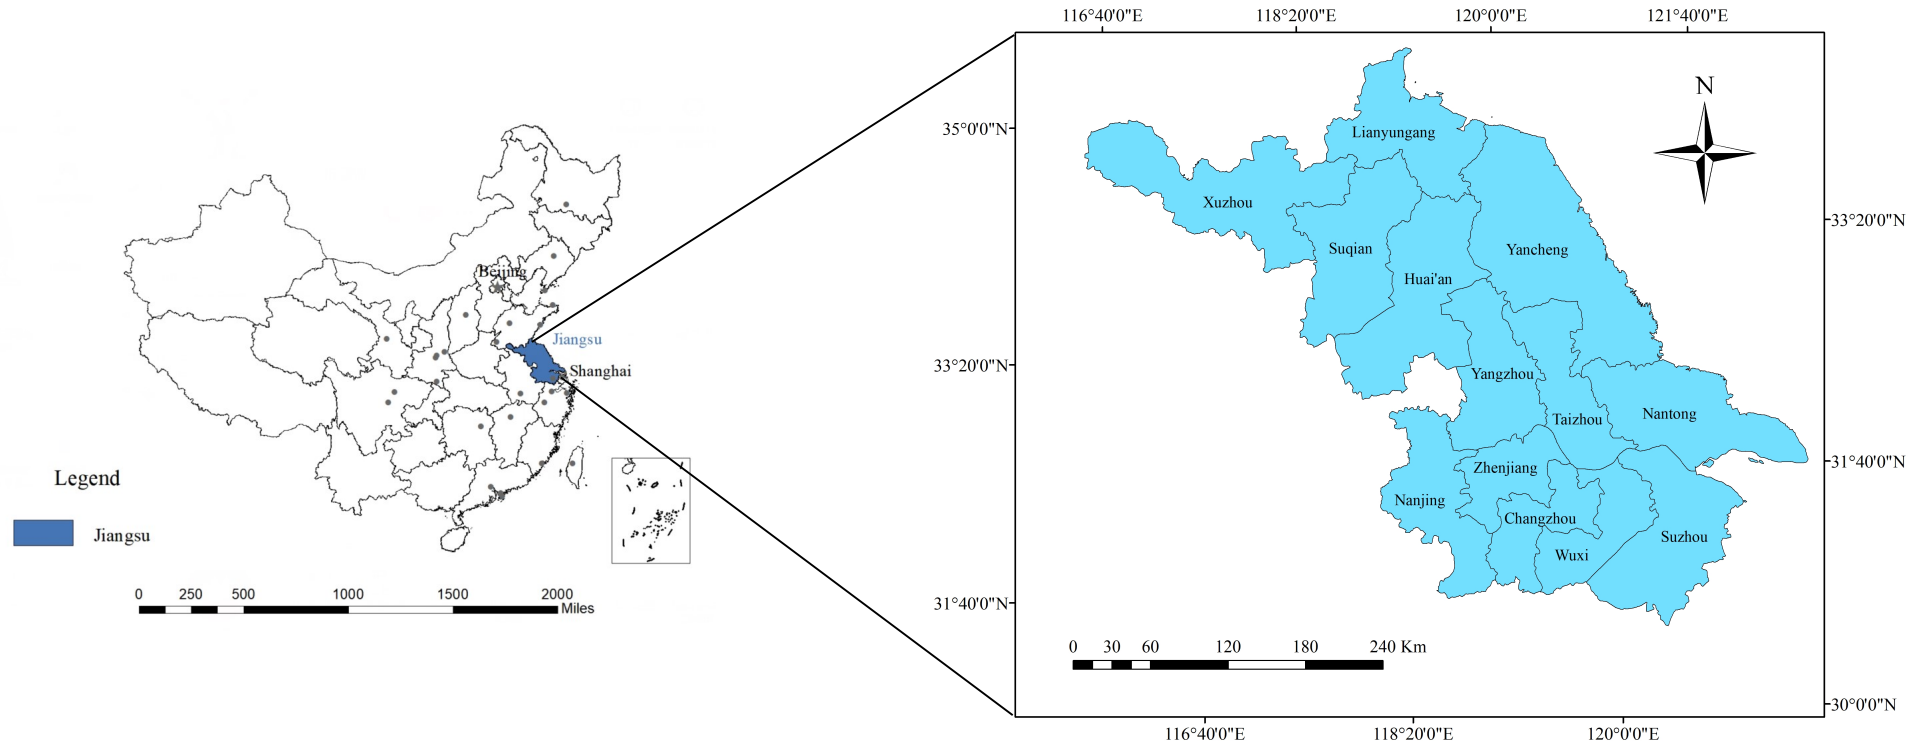 116°40'0"E 118°20'0"E 120°0'0"E 121°40'0"E
N
35°0'0"N
Lianyungang
Xuzhou
33°20'0"N
Suqian
Yancheng
Huai'an
Beijing
Jiangsu
Shanghai
33°20'0"N
Yangzhou
Taizhou
Nantong
31°40'0"N
Zhenjiang
Nanjing
Changzhou
Suzhou
Wuxi
Legend
Jiangsu
0 250 500 1000 1500 2000
Miles
31°40'0"N
0 30 60 120 180 240 Km
30°0'0"N
116°40'0"E 118°20'0"E 120°0'0"E